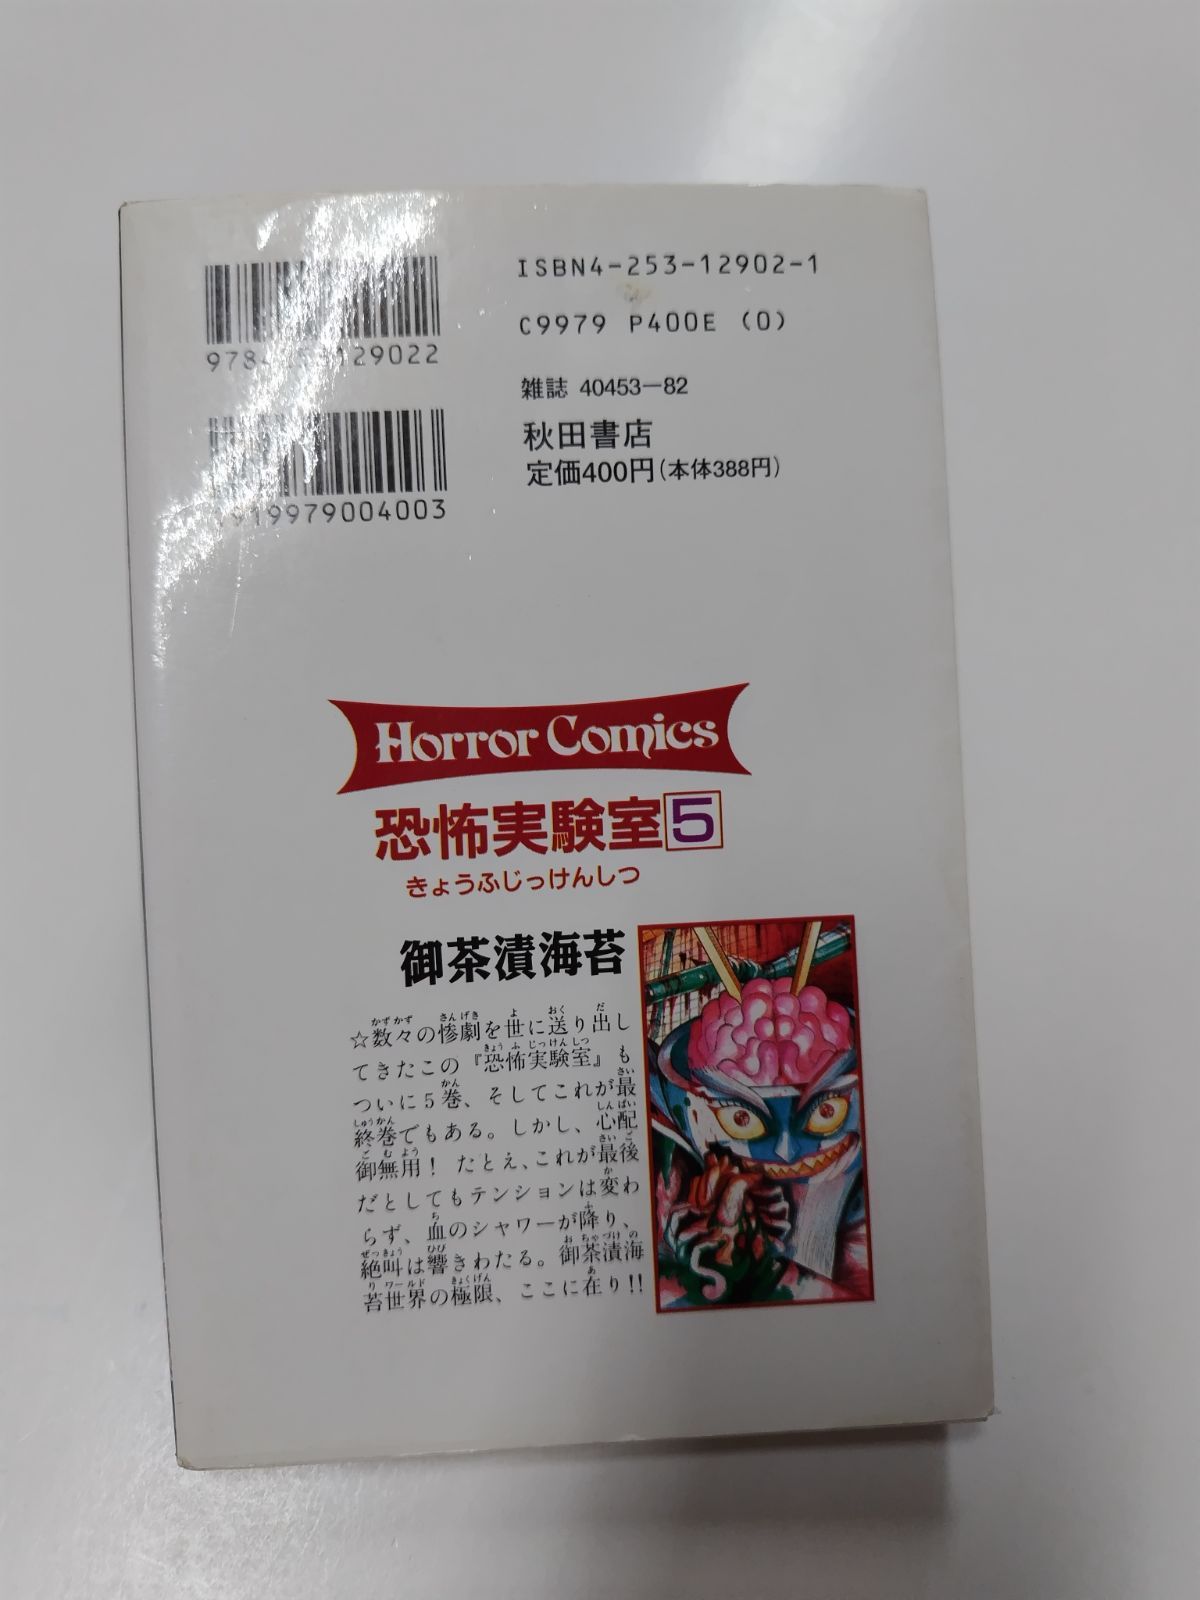 ISBN4-253-12902-1
C9979 P400E (0)
雑誌 40453-82
秋田書店
定価400円(本体388円)
129022
9979004003
Horror Comics
恐怖実験室5
きょうふじっけんしつ
御茶漬海苔
☆数々の惨劇を世に送り出し
てきたこの『恐怖実験室』も
ついに5巻、そしてこれが最
終巻でもある。しかし、心配
御無用! たとえ、これが最後
だとしてもテンションは変わ
らず、血のシャワーが降り、
絶叫は響きわたる。御茶漬海
苔世界の極限、ここに在り!!